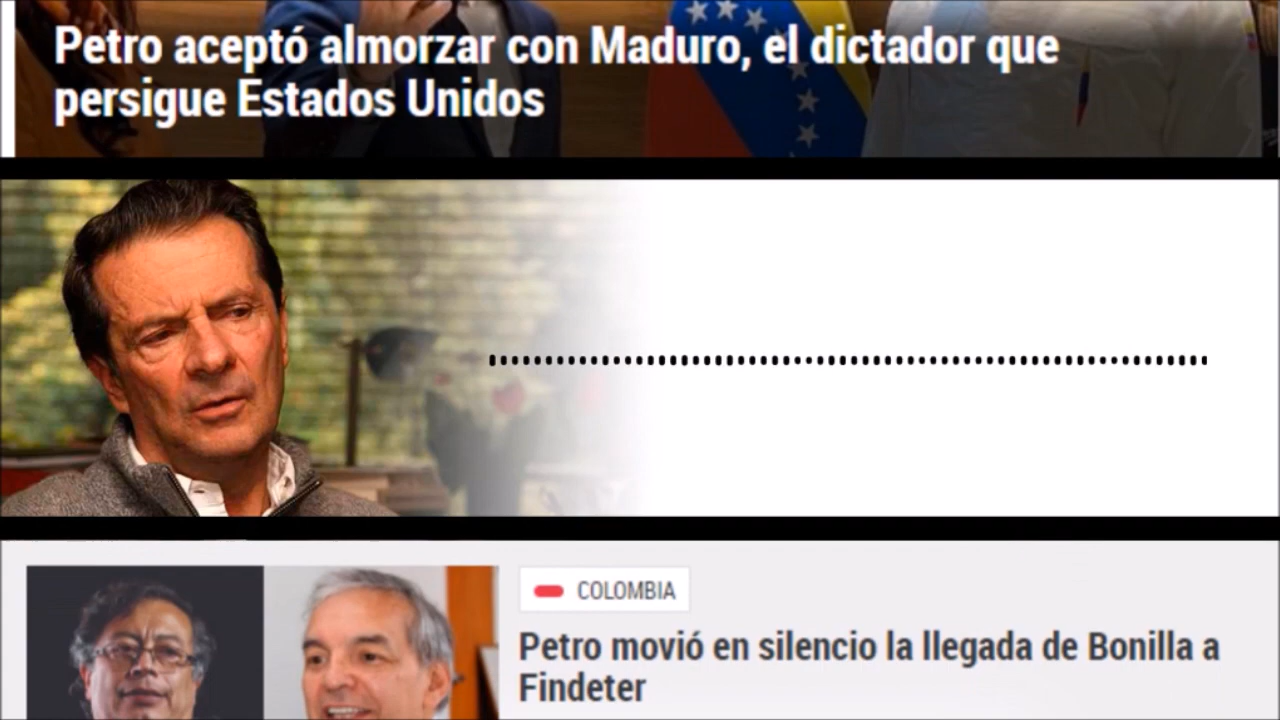 Petro aceptó almorzar con Maduro, el dictador que
persigue Estados Unidos
COLOMBIA
Petro movió en silencio la llegada de Bonilla a
Findeter